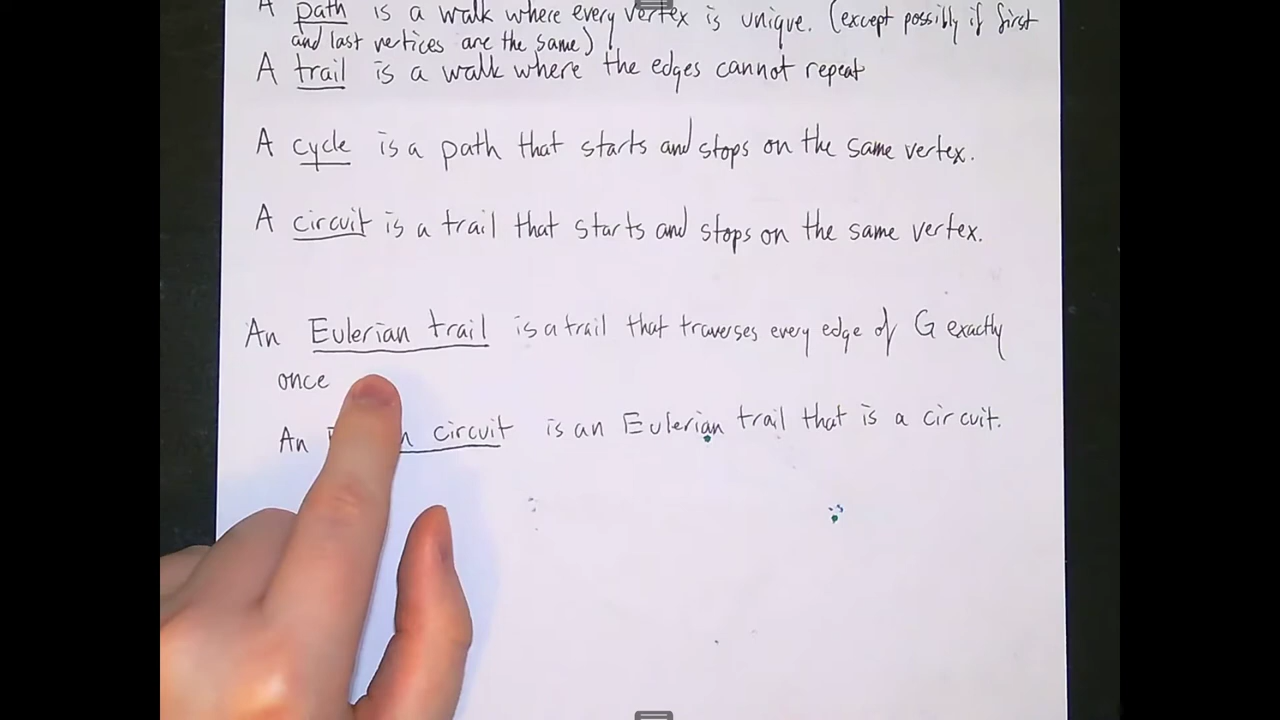 A path is a walk where every vertex is unique. (except possibly if first
and last vertices are the same)
A trail is a walk where the edges cannot repeat
A cycle is a path that starts and stops on the same vertex.
A circuit is a trail that starts and stops on the same vertex.
An Eulerian trail is a trail that traverses every edge of G exactly
once
An circuit is an Eulerian trail that is a circuit.